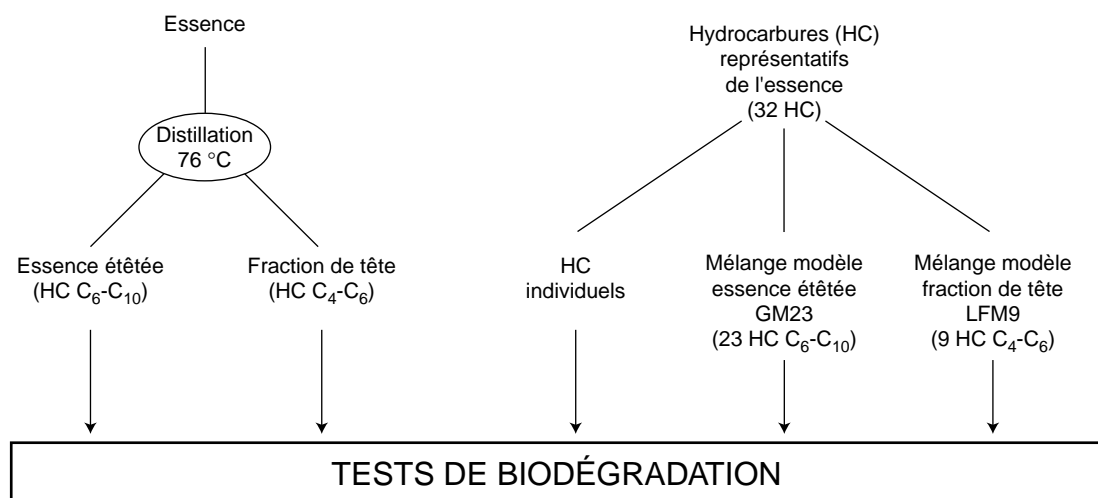 Essence
Distillation
76 °C
Essence étêtée
(HC C6-C10)
Fraction de tête
(HC C4-C6)
Hydrocarbures (HC)
représentatifs
de l'essence
(32 HC)
HC
individuels
Mélange modèle
essence étêtée
GM23
(23 HC C6-C10)
Mélange modèle
fraction de tête
LFM9
(9 HC C4-C6)
TESTS DE BIODÉGRADATION